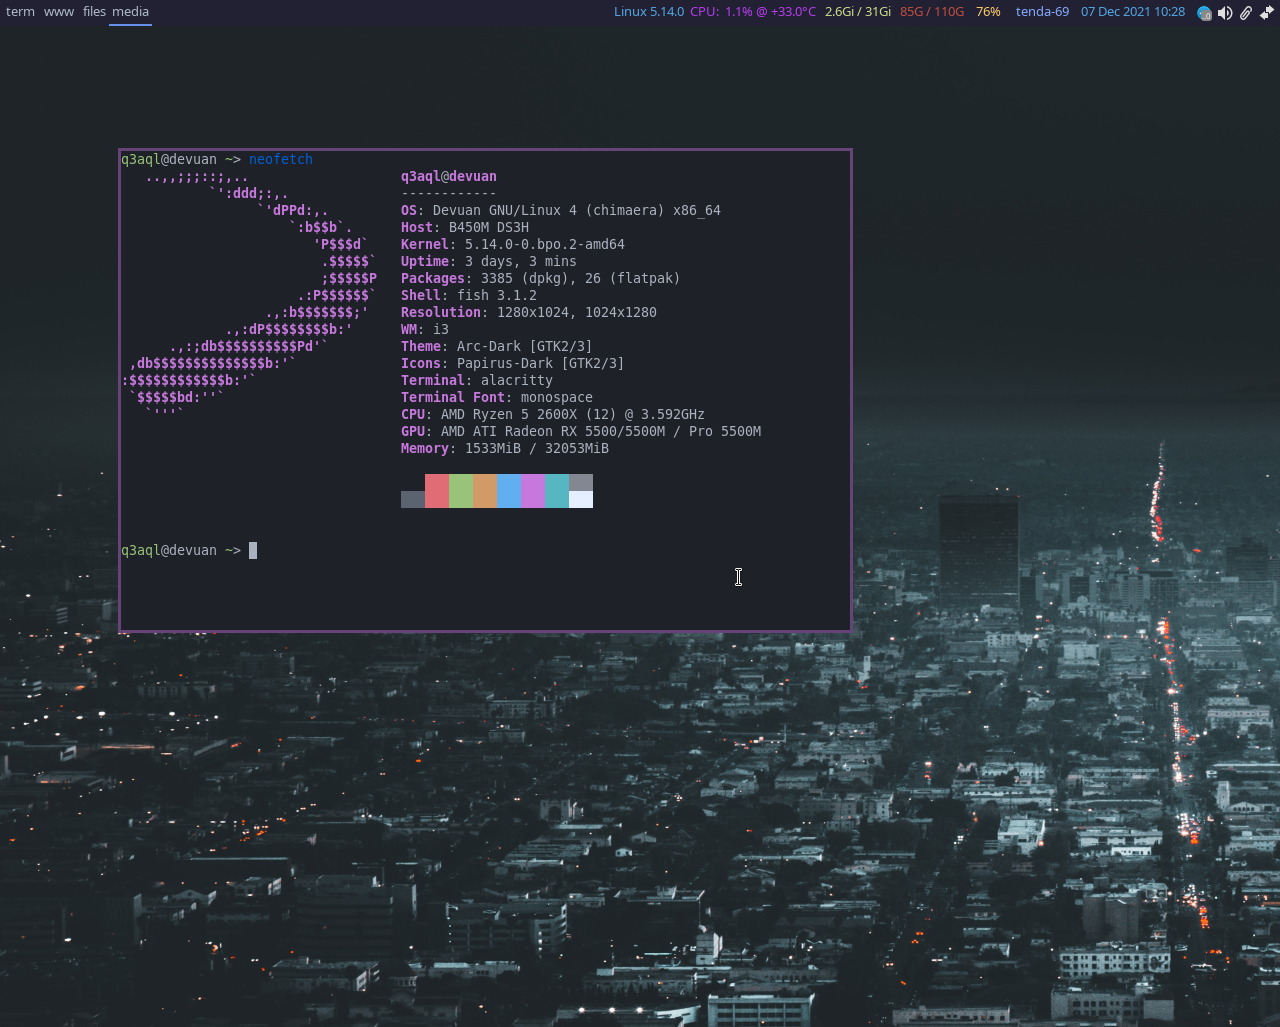 term www files media Linux 5.14.0 CPU: 1.1% @ +33.0°C 2.6Gi / 31Gi 85G / 110G 76% tenda-69 07 Dec 2021 10:28
q3aql@devuan ~> neofetch
..,,;;;::;,.. q3aql@devuan
`':ddd;:,. ------------
`'dPPd:,. OS: Devuan GNU/Linux 4 (chimaera) x86_64
`:b$$b`. Host: B450M DS3H
'P$$$d` Kernel: 5.14.0-0.bpo.2-amd64
.$$$$$` Uptime: 3 days, 3 mins
;$$$$$P Packages: 3385 (dpkg), 26 (flatpak)
.:P$$$$$$` Shell: fish 3.1.2
.,:b$$$$$$$;' Resolution: 1280x1024, 1024x1280
.,:dP$$$$$$$$b:' WM: i3
.,:;db$$$$$$$$$$Pd'` Theme: Arc-Dark [GTK2/3]
,db$$$$$$$$$$$$$$b:'` Icons: Papirus-Dark [GTK2/3]
:$$$$$$$$$$$$b:'` Terminal: alacritty
`$$$$$bd:''` Terminal Font: monospace
`'''` CPU: AMD Ryzen 5 2600X (12) @ 3.592GHz
GPU: AMD ATI Radeon RX 5500/5500M / Pro 5500M
Memory: 1533MiB / 32053MiB
q3aql@devuan ~>